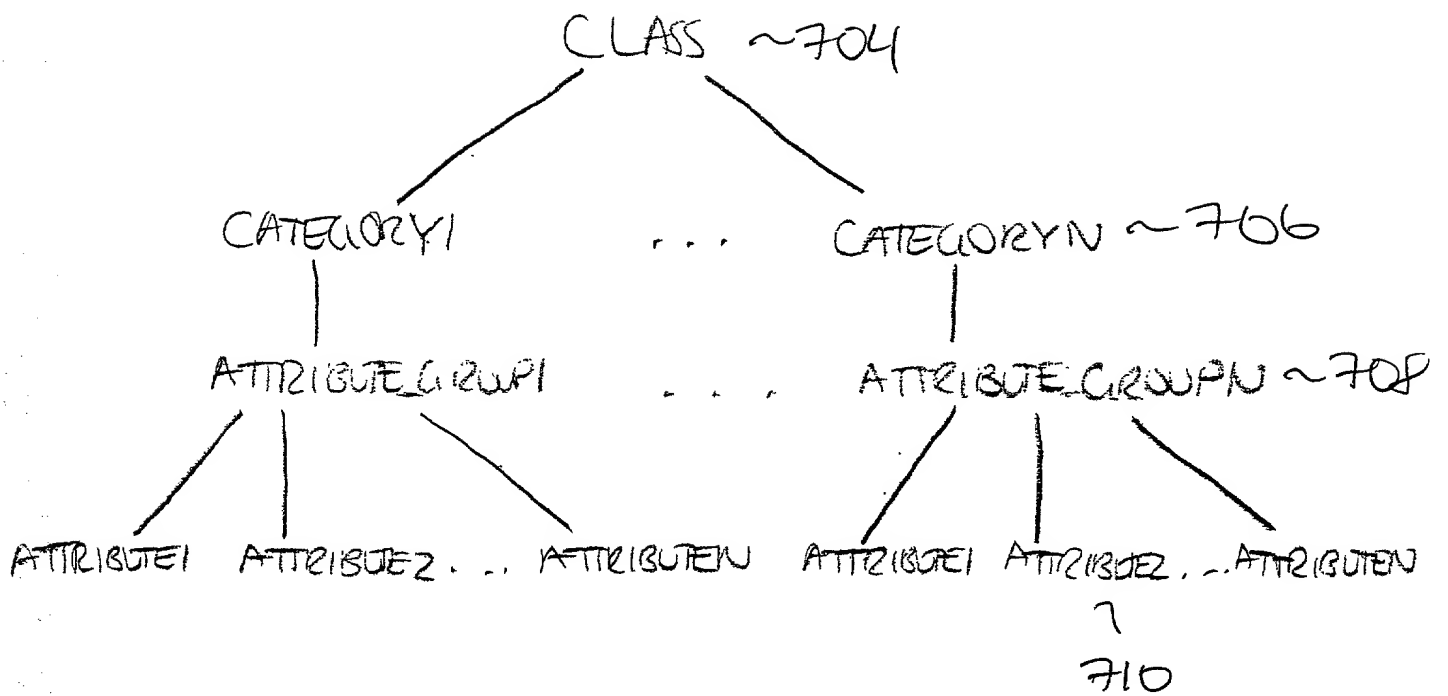 CLASS ~704
CATEGORY1 ... CATEGORYN ~706
ATTRIBUTE_GROUP1 ... ATTRIBUTE_GROUPN ~708
ATTRIBUTE1 ATTRIBUTE2 ... ATTRIBUTEN ATTRIBUTE1 ATTRIBUTE2 ... ATTRIBUTEN
~
710